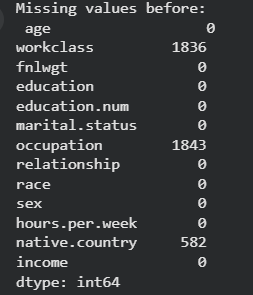 Missing values before:
 age                  0
workclass         1836
fnlwgt               0
education            0
education.num        0
marital.status       0
occupation        1843
relationship         0
race                 0
sex                  0
hours.per.week       0
native.country     582
income               0
dtype: int64